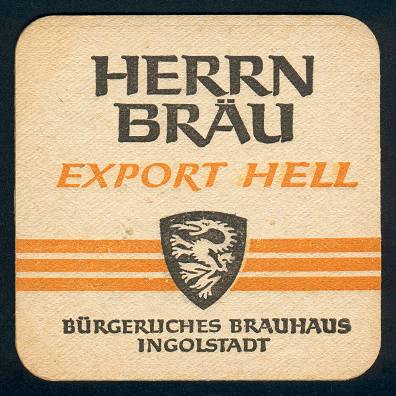 HERRN
BRÄU
EXPORT HELL
BÜRGERLICHES BRAUHAUS
INGOLSTADT